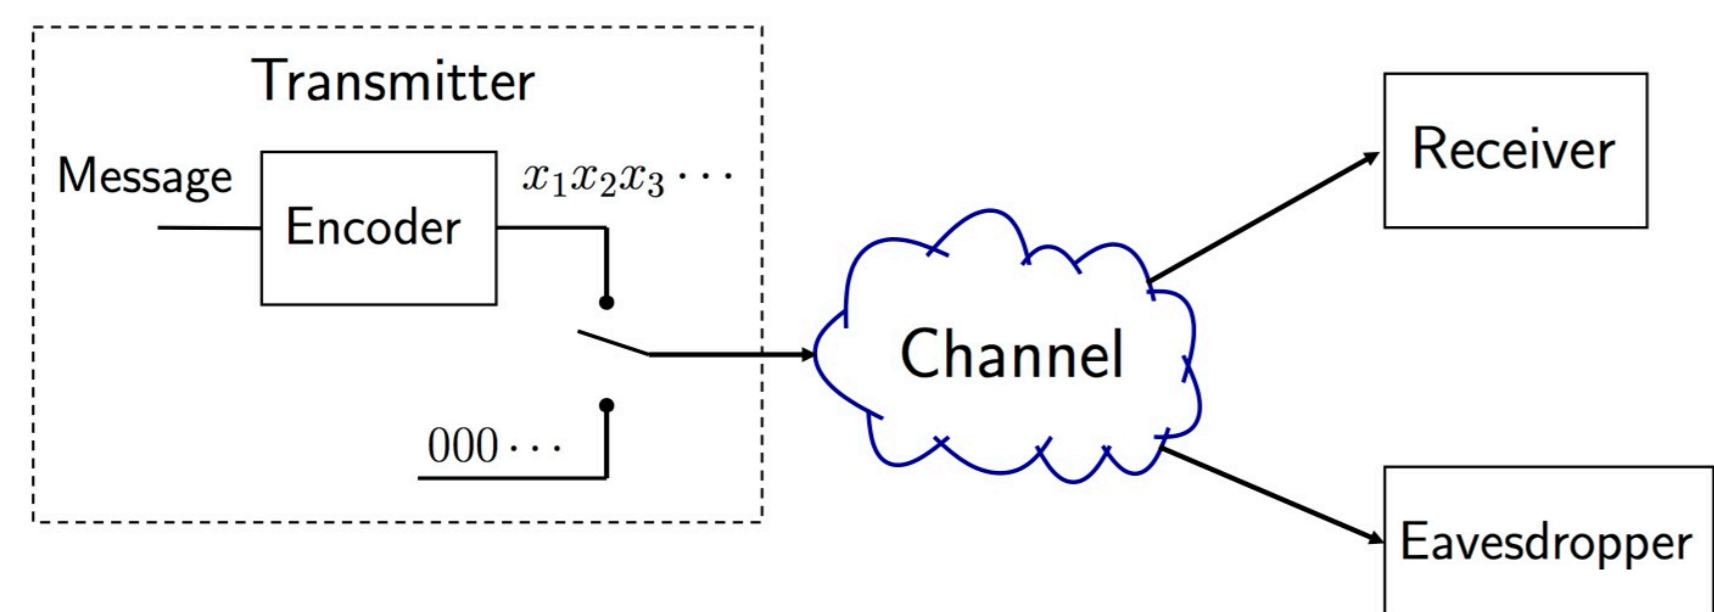 Transmitter
Message
Encoder
x₁x₂x₃ ⋯
000 ⋯
Channel
Receiver
Eavesdropper